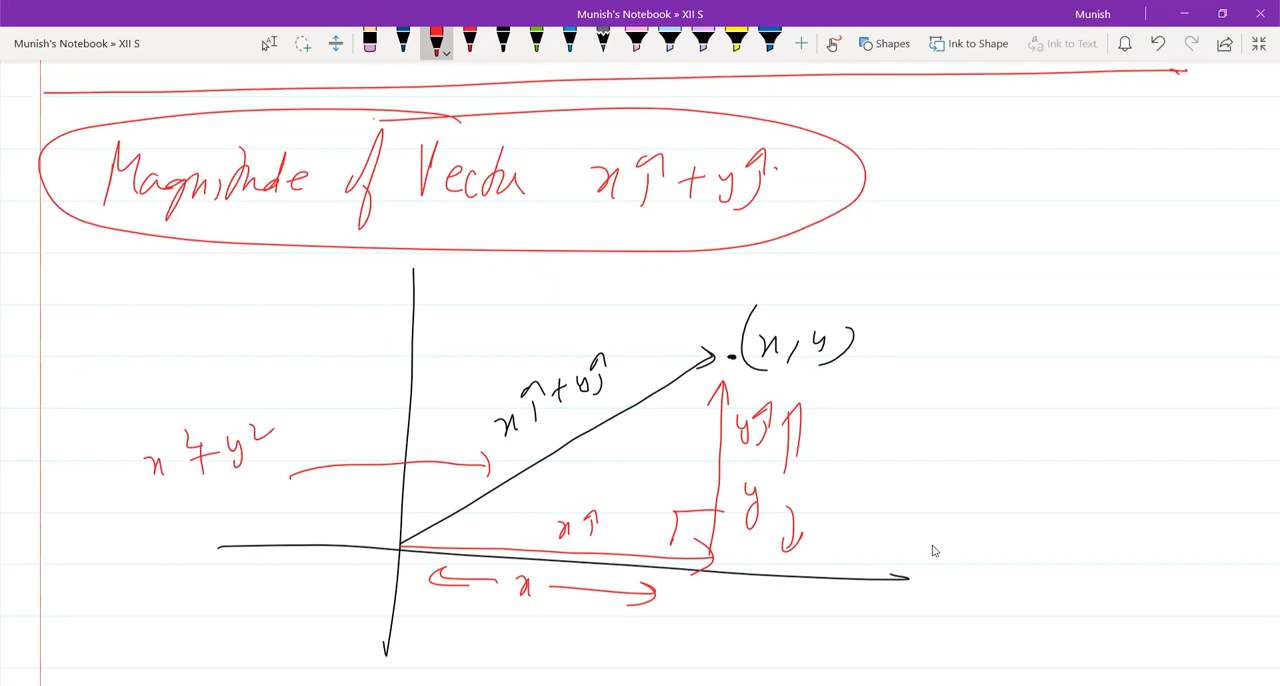 Munish's Notebook » XII S
Munish
Munish's Notebook » XII S
Shapes
Ink to Shape
Ink to Text
Magnitude of Vector xî + yĵ
(x, y)
xî + yĵ
yĵ
x² + y²
y
xî
x